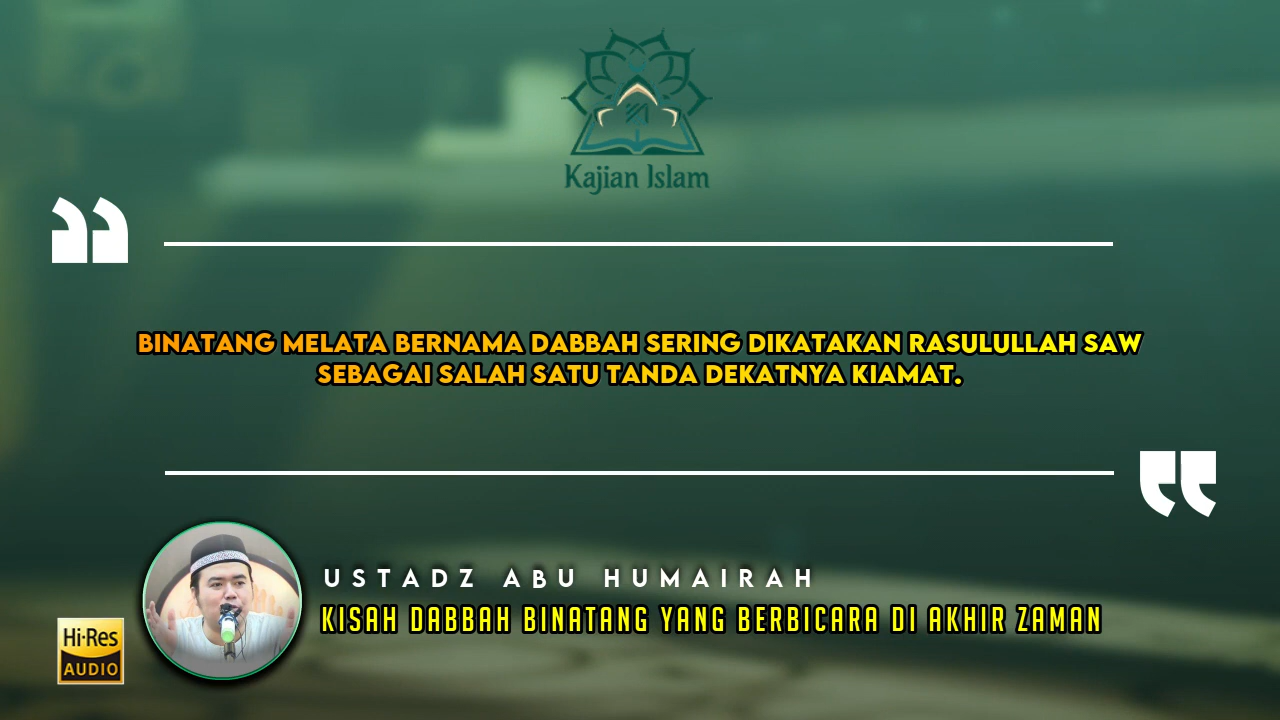 Kajian Islam
BINATANG MELATA BERNAMA DABBAH SERING DIKATAKAN RASULULLAH SAW
SEBAGAI SALAH SATU TANDA DEKATNYA KIAMAT.
USTADZ ABU HUMAIRAH
KISAH DABBAH BINATANG YANG BERBICARA DI AKHIR ZAMAN
Hi-Res
AUDIO